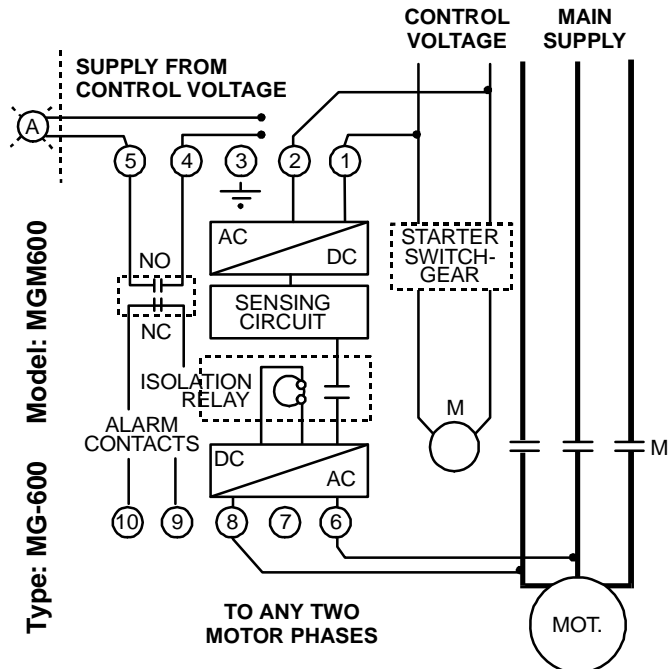 CONTROL
VOLTAGE
MAIN
SUPPLY
SUPPLY FROM
CONTROL VOLTAGE
A
5
4
3
2
1
AC
DC
STARTER
SWITCH-
GEAR
NO
NC
SENSING
CIRCUIT
ISOLATION
RELAY
M
ALARM
CONTACTS
DC
AC
M
10
9
8
7
6
TO ANY TWO
MOTOR PHASES
MOT.
Type: MG-600 Model: MGM600